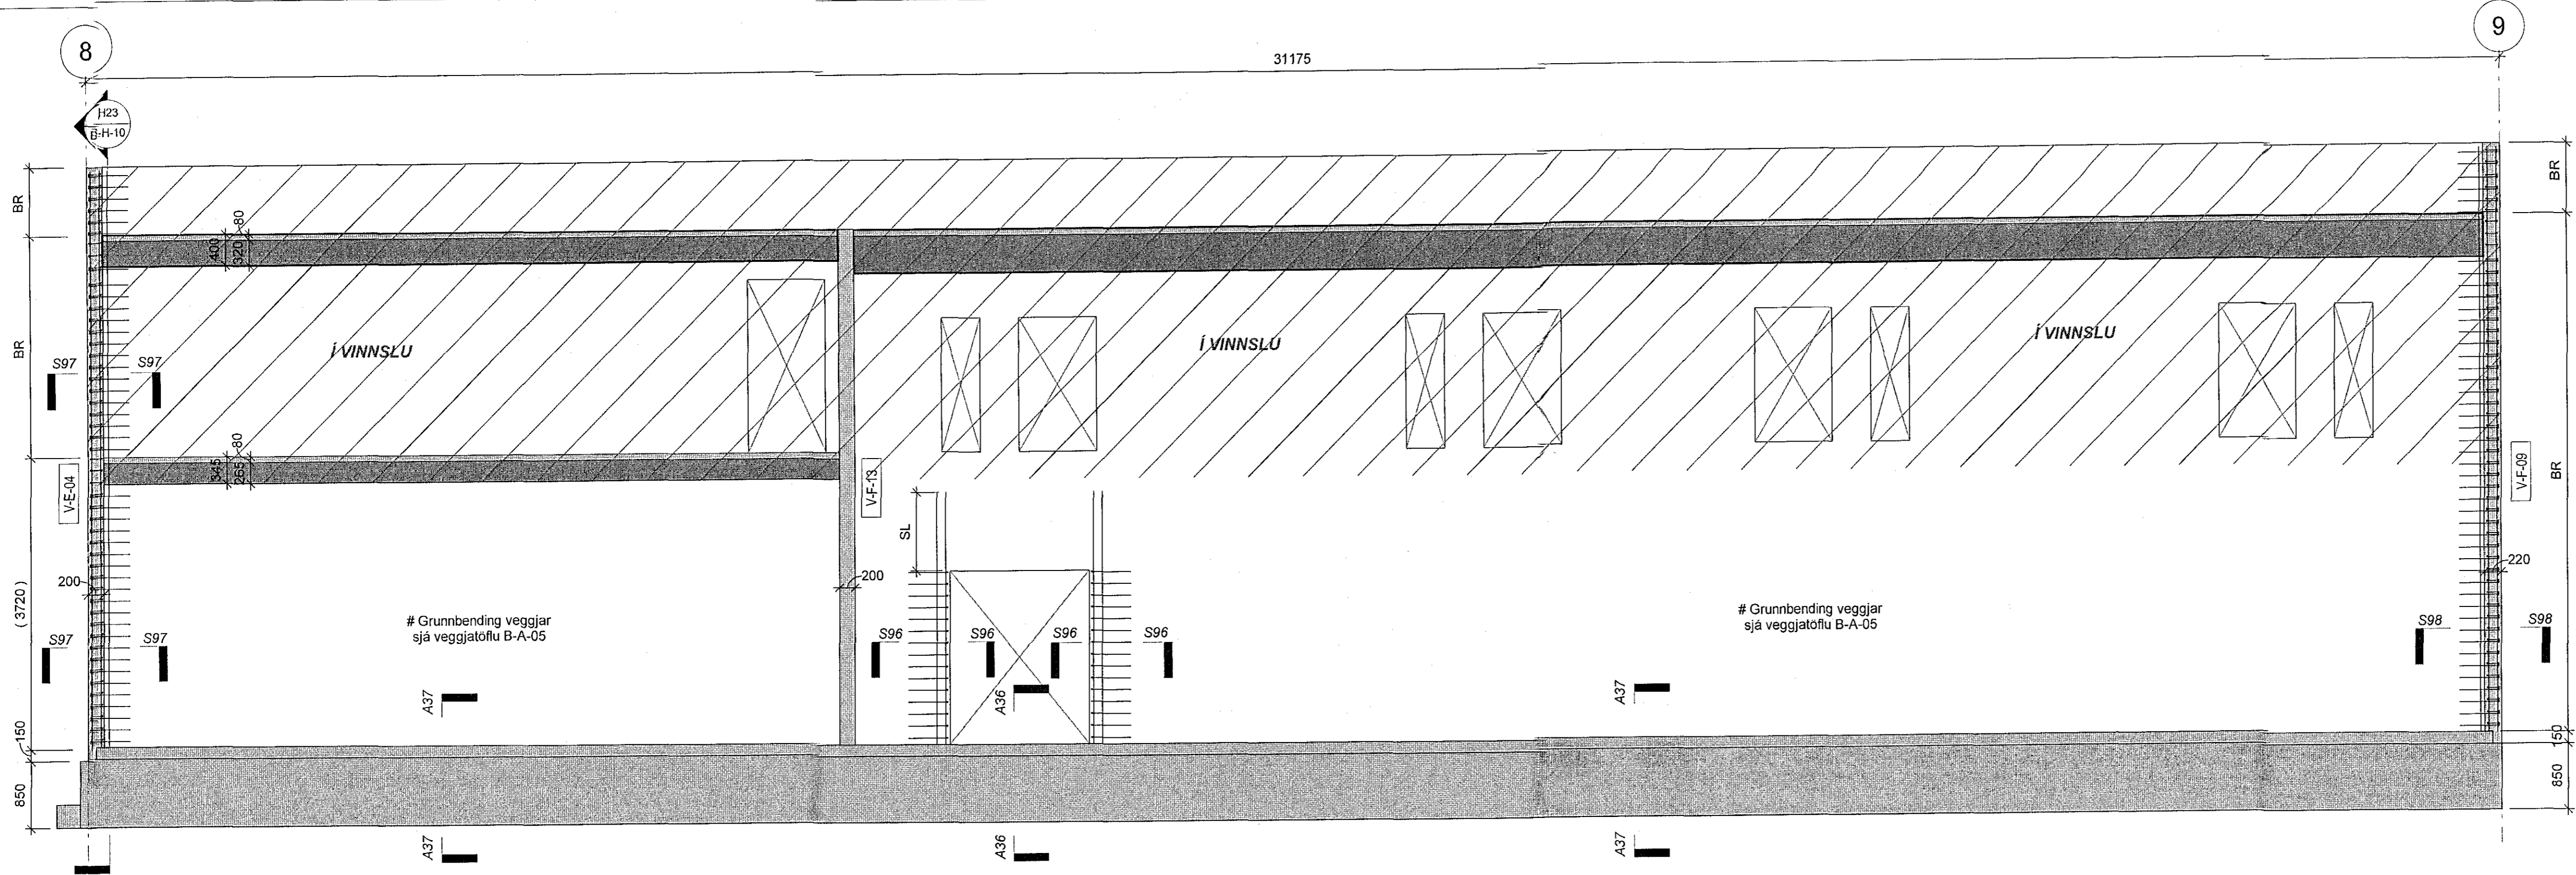 8
9
31175
H23
B-H-10
BR
BR
400
320
80
Í VINNSLU
Í VINNSLU
Í VINNSLU
BR
S97
S97
345
265
80
V-E-04
V-F-13
V-F-09
BR
SL
200
200
220
( 3720 )
# Grunnbending veggjar
sjá veggjatöflu B-A-05
# Grunnbending veggjar
sjá veggjatöflu B-A-05
S97
S97
S96
S96
S96
S96
S98
S98
A37
A36
A37
150
150
850
850
A37
A36
A37